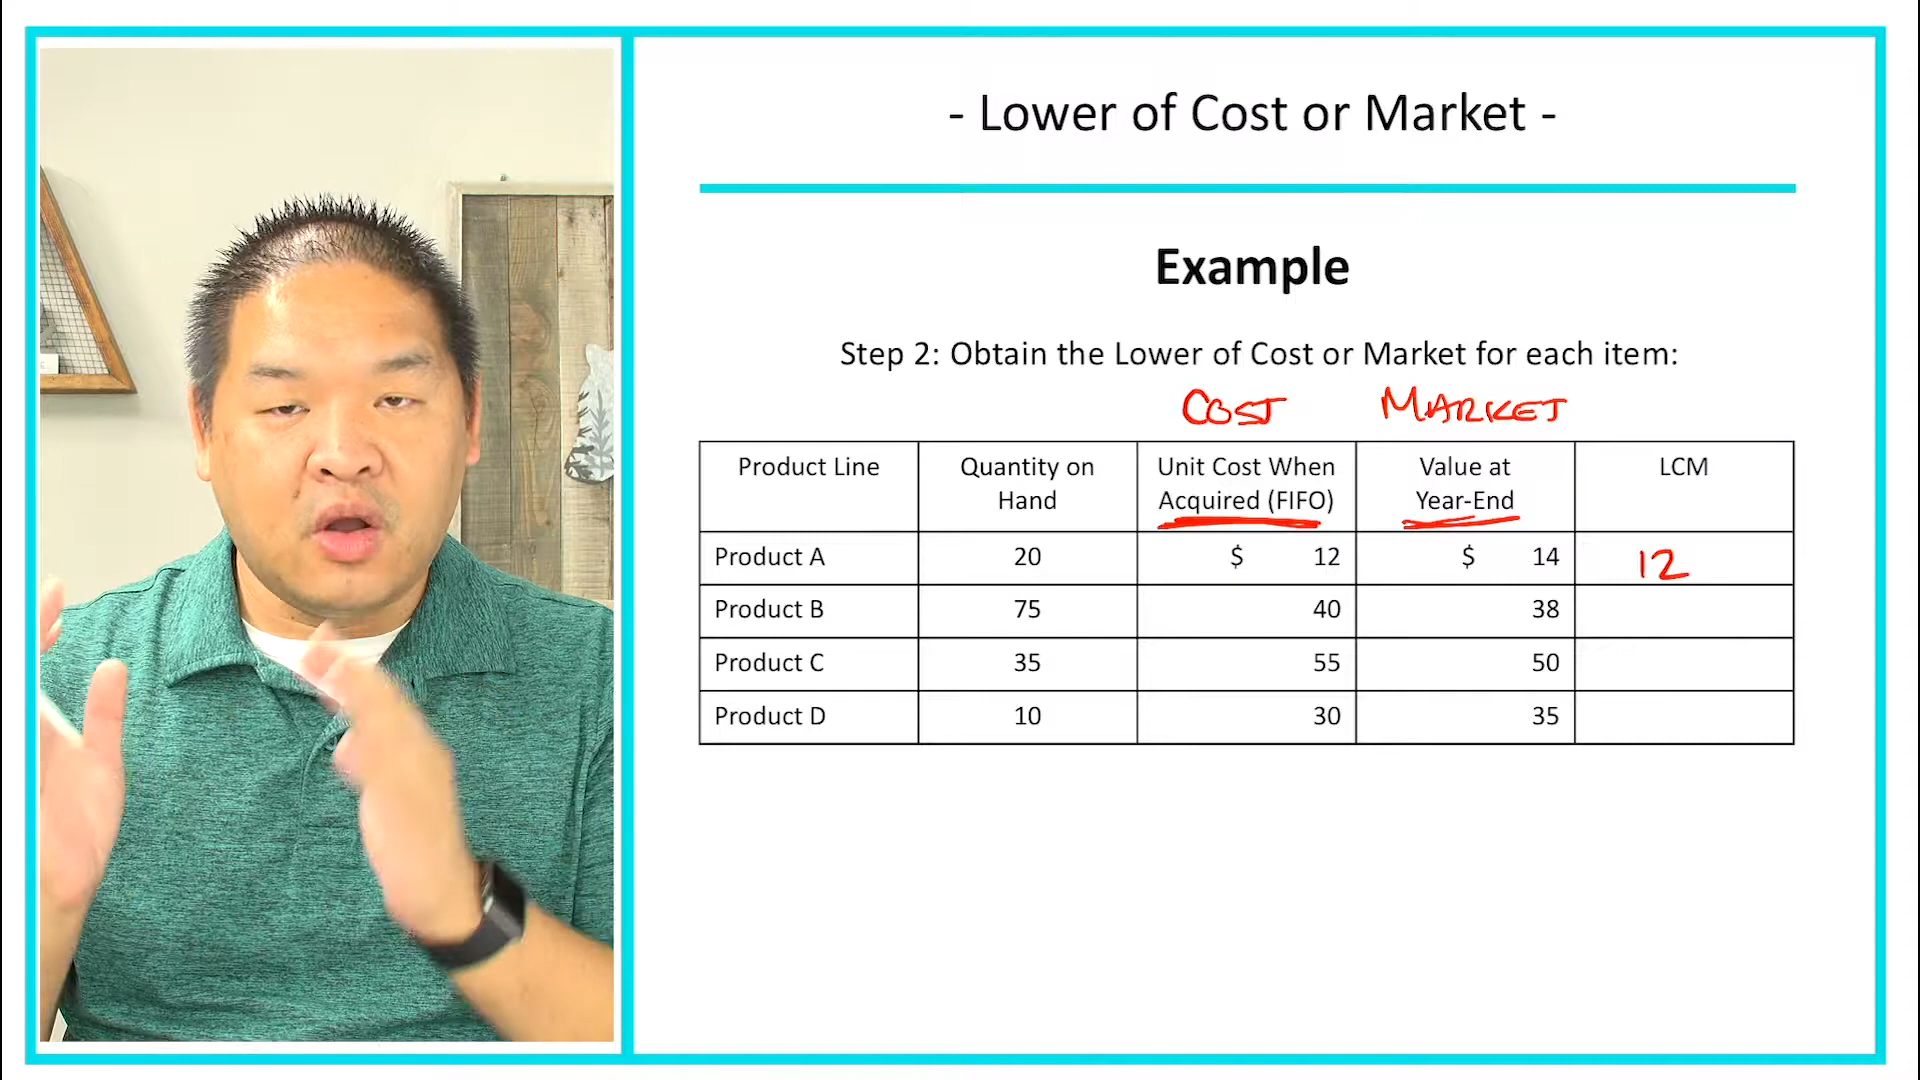 - Lower of Cost or Market -
Example
Step 2: Obtain the Lower of Cost or Market for each item:
COST MARKET
Product Line Quantity on Hand Unit Cost When Acquired (FIFO) Value at Year-End LCM
Product A 20 $ 12 $ 14 12
Product B 75 40 38
Product C 35 55 50
Product D 10 30 35